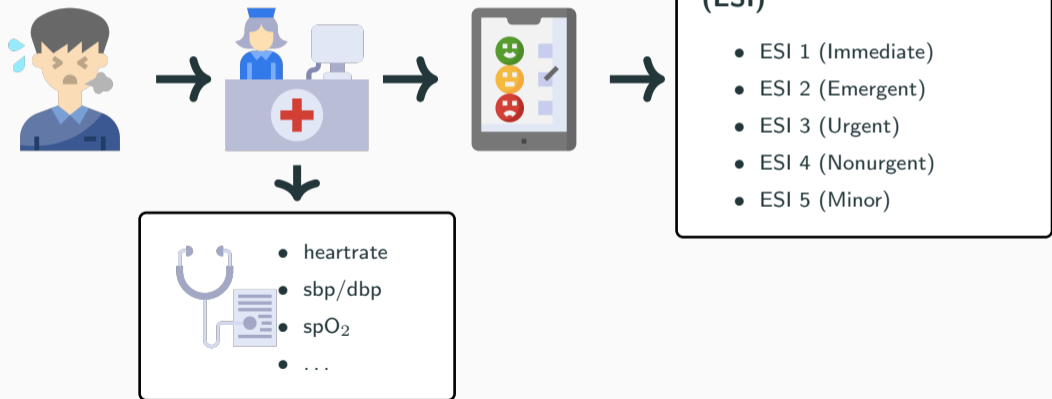 (ESI)
• ESI 1 (Immediate)
• ESI 2 (Emergent)
• ESI 3 (Urgent)
• ESI 4 (Nonurgent)
• ESI 5 (Minor)
• heartrate
• sbp/dbp
• spO₂
• ...